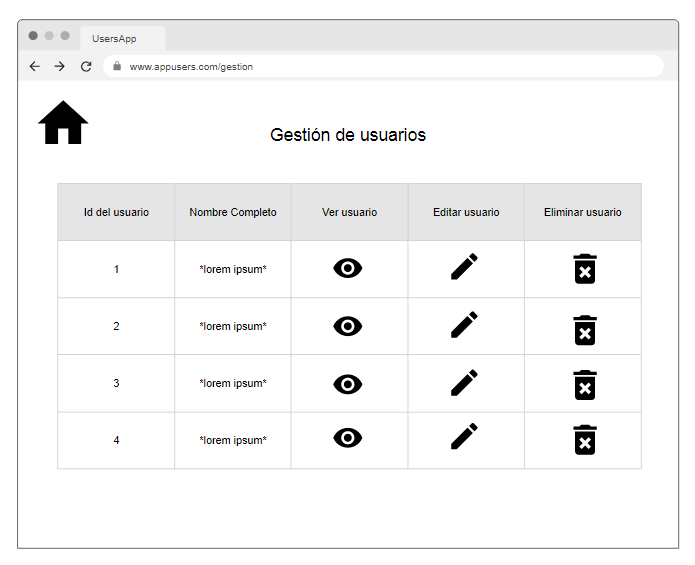 UsersApp
www.appusers.com/gestion
Gestión de usuarios
Id del usuario Nombre Completo Ver usuario Editar usuario Eliminar usuario
1 *lorem ipsum*
2 *lorem ipsum*
3 *lorem ipsum*
4 *lorem ipsum*